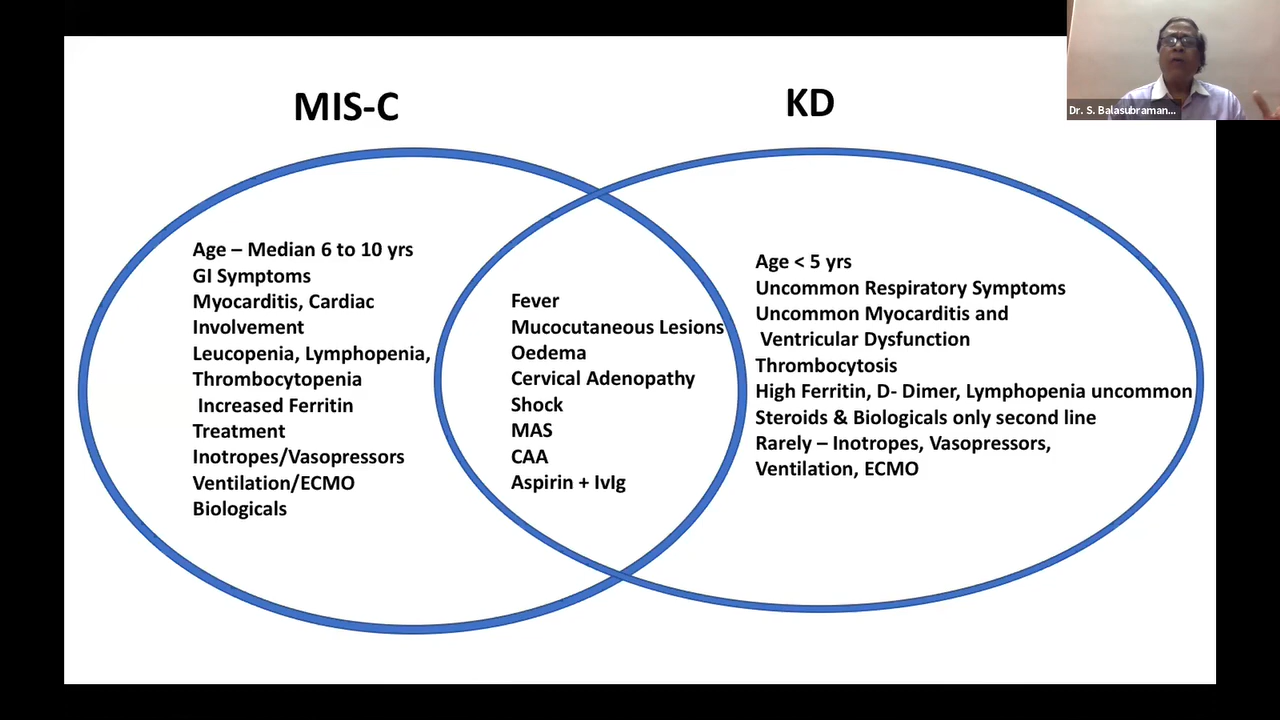 MIS-C
KD
Dr. S. Balasubraman...
Age – Median 6 to 10 yrs
GI Symptoms
Myocarditis, Cardiac
Involvement
Leucopenia, Lymphopenia,
Thrombocytopenia
Increased Ferritin
Treatment
Inotropes/Vasopressors
Ventilation/ECMO
Biologicals
Fever
Mucocutaneous Lesions
Oedema
Cervical Adenopathy
Shock
MAS
CAA
Aspirin + IvIg
Age < 5 yrs
Uncommon Respiratory Symptoms
Uncommon Myocarditis and
Ventricular Dysfunction
Thrombocytosis
High Ferritin, D- Dimer, Lymphopenia uncommon
Steroids & Biologicals only second line
Rarely – Inotropes, Vasopressors,
Ventilation, ECMO